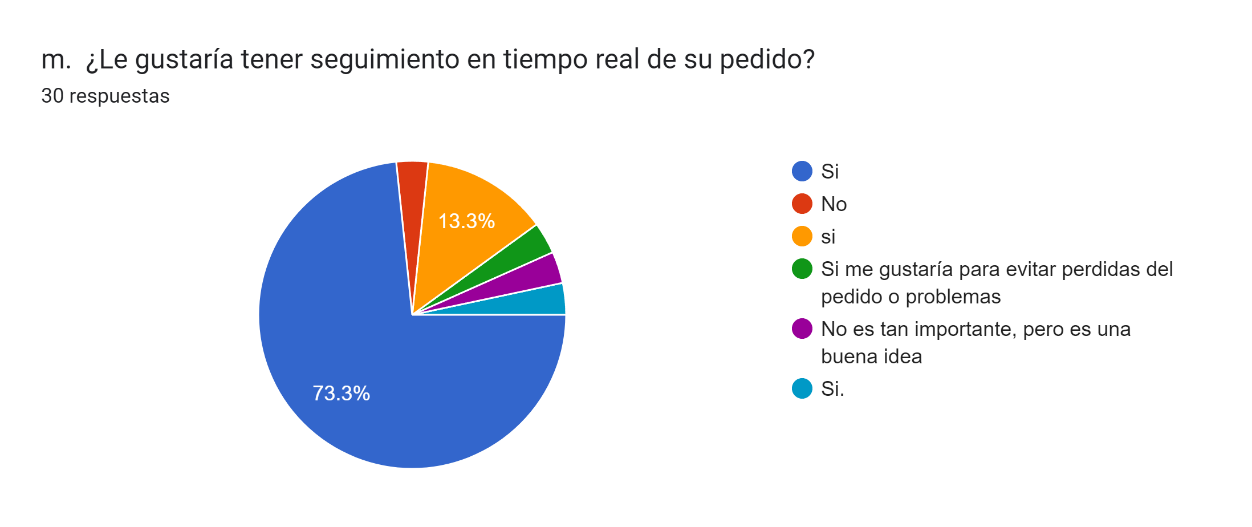 m.  ¿Le gustaría tener seguimiento en tiempo real de su pedido?
30 respuestas
13.3%
73.3%
Si
No
si
Si me gustaría para evitar perdidas del
pedido o problemas
No es tan importante, pero es una
buena idea
Si.